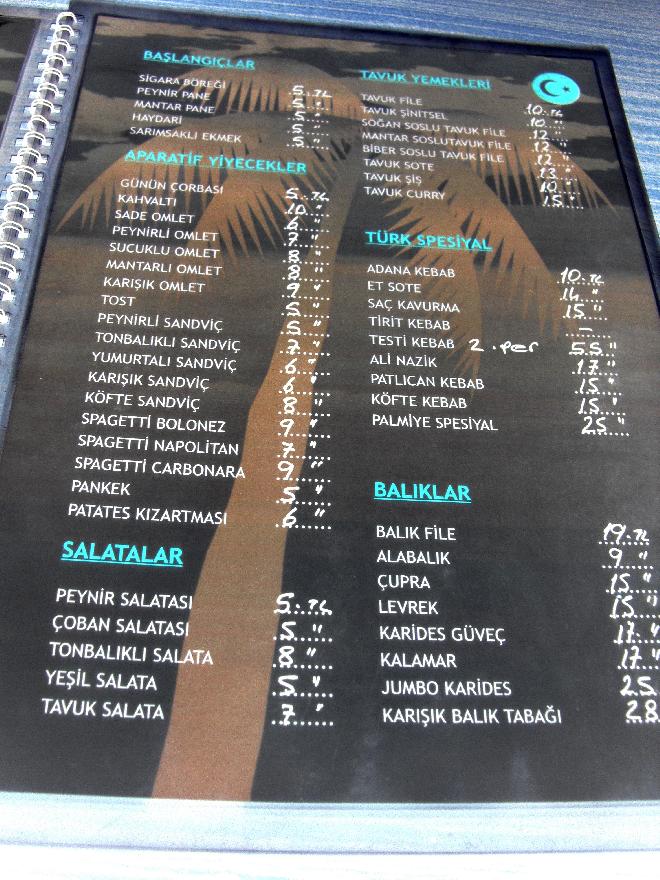 BAŞLANGIÇLAR
SİGARA BÖREĞİ 5.TL
PEYNİR PANE 5 "
MANTAR PANE 5 "
HAYDARİ 5 "
SARIMSAKLI EKMEK 5 "
APARATİF YİYECEKLER
GÜNÜN ÇORBASI 5.TL
KAHVALTI 10 "
SADE OMLET 6 "
PEYNİRLİ OMLET 7 "
SUCUKLU OMLET 8 "
MANTARLI OMLET 8 "
KARIŞIK OMLET 9 "
TOST 5 "
PEYNİRLİ SANDVİÇ 5 "
TONBALIKLI SANDVİÇ 7 "
YUMURTALI SANDVİÇ 6 "
KARIŞIK SANDVİÇ 6 "
KÖFTE SANDVİÇ 8 "
SPAGETTİ BOLONEZ 9 "
SPAGETTİ NAPOLİTAN 7 "
SPAGETTİ CARBONARA 9 "
PANKEK 5 "
PATATES KIZARTMASI 6 "
SALATALAR
PEYNİR SALATASI 5.TL
ÇOBAN SALATASI 5 "
TONBALIKLI SALATA 8 "
YEŞİL SALATA 5 "
TAVUK SALATA 7 "
TAVUK YEMEKLERİ
TAVUK FİLE 10.TL
TAVUK ŞİNİTSEL 10 "
SOĞAN SOSLU TAVUK FİLE 12 "
MANTAR SOSLUTAVUK FİLE 12 "
BİBER SOSLU TAVUK FİLE 12 "
TAVUK SOTE 13 "
TAVUK ŞİŞ 10 "
TAVUK CURRY 15 "
TÜRK SPESİYAL
ADANA KEBAB 10.TL
ET SOTE 14 "
SAÇ KAVURMA 15 "
TİRİT KEBAB –
TESTİ KEBAB 2.per 55 "
ALİ NAZİK 17 "
PATLICAN KEBAB 15 "
KÖFTE KEBAB 15 "
PALMİYE SPESİYAL 25 "
BALIKLAR
BALIK FİLE 19.TL
ALABALIK 9 "
ÇUPRA 15 "
LEVREK 15 "
KARİDES GÜVEÇ 17 "
KALAMAR 17 "
JUMBO KARİDES 25
KARIŞIK BALIK TABAĞI 28